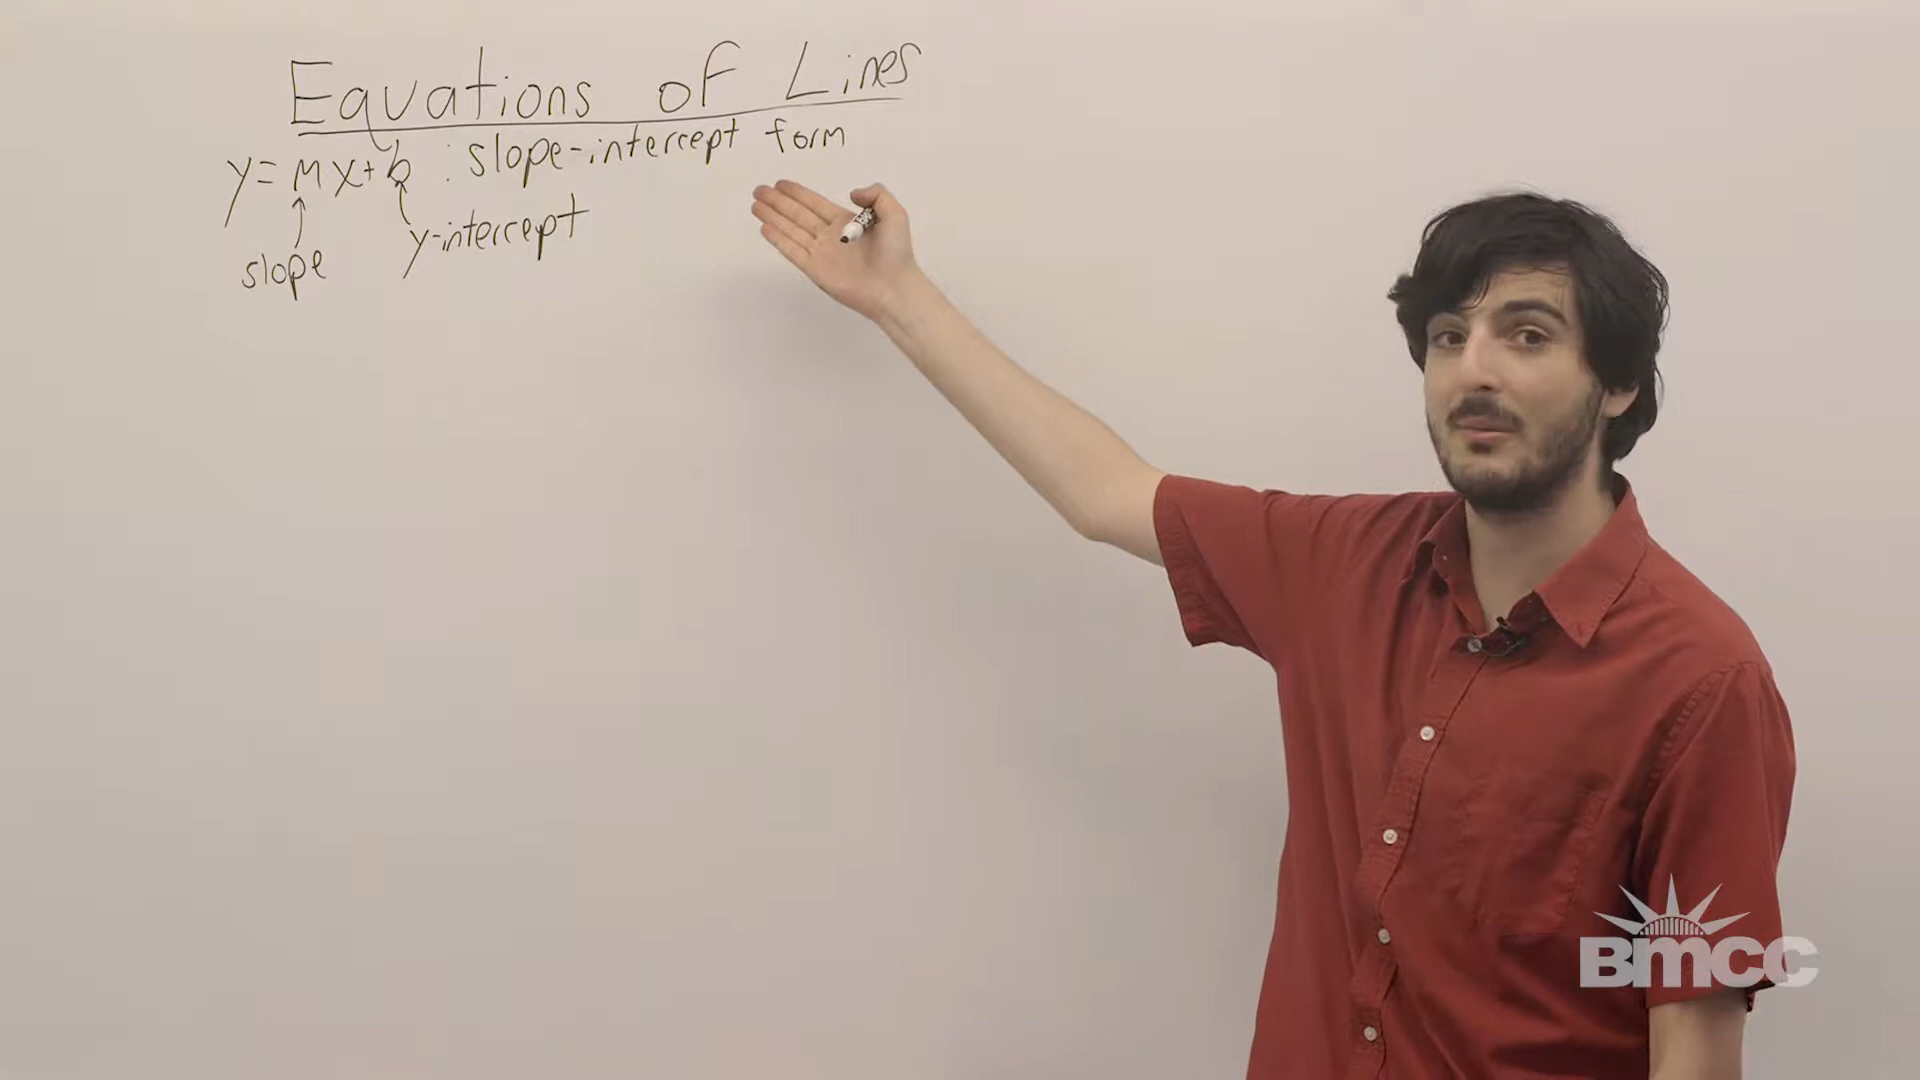 Equations of Lines
y = mx + b : slope-intercept form
slope
y-intercept
BMCC